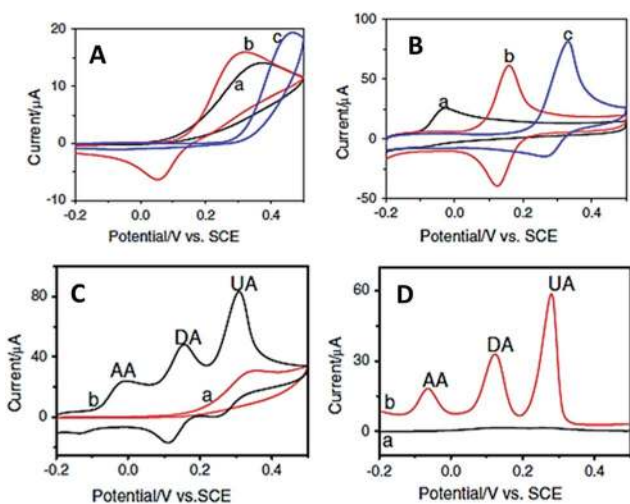 A
b
c
a
Current/µA
20
10
0
-10
-0.2
0.0
0.2
0.4
Potential/V vs. SCE
B
a
b
c
Current/µA
100
50
0
-50
-0.2
0.0
0.2
0.4
Potential/V vs. SCE
C
AA
DA
UA
b
a
Current/µA
80
40
0
-0.2
0.0
0.2
0.4
Potential/V vs.SCE
D
AA
DA
UA
b
a
Current/µA
60
30
0
-0.2
0.0
0.2
0.4
Potential/V vs.SCE